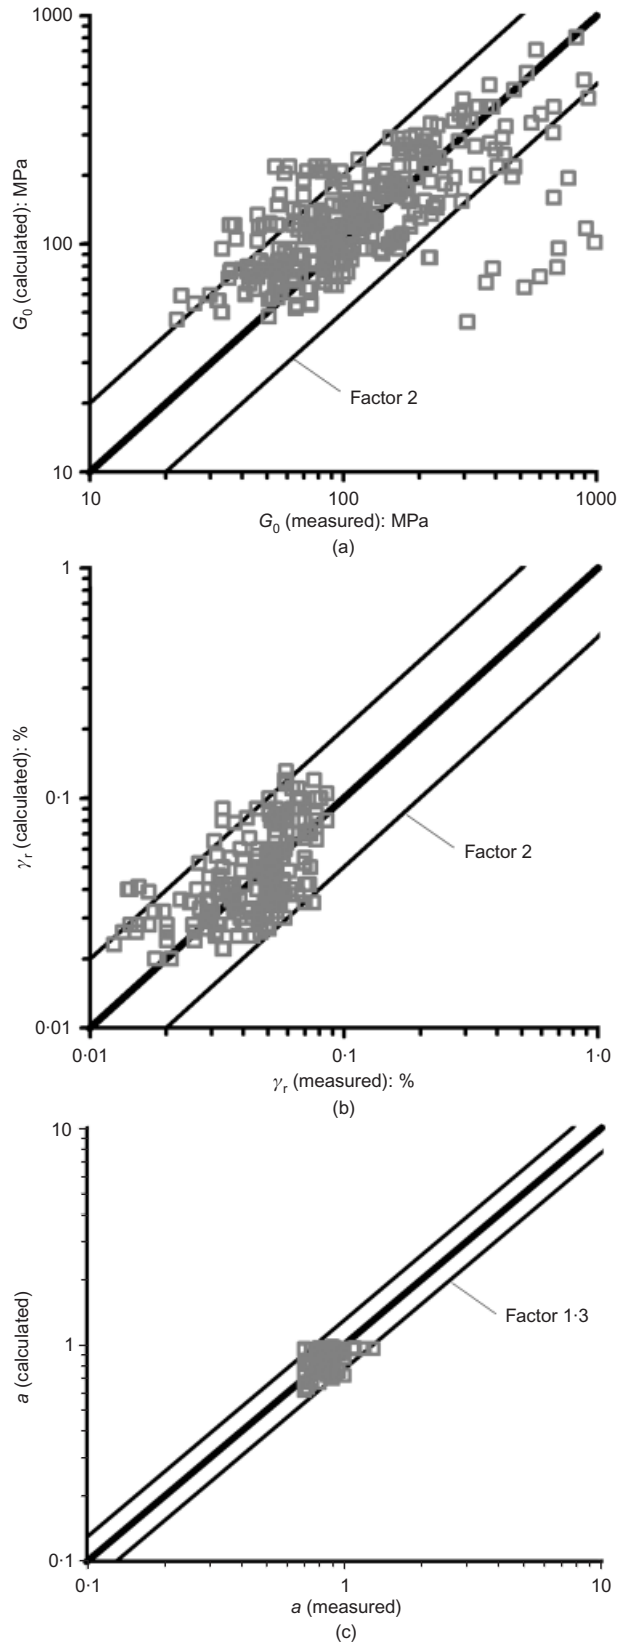 1000
100
10
G0 (calculated): MPa
Factor 2
10 100 1000
G0 (measured): MPa
(a)
1
0·1
0·01
γr (calculated): %
Factor 2
0·01 0·1 1·0
γr (measured): %
(b)
10
1
0·1
a (calculated)
Factor 1·3
0·1 1 10
a (measured)
(c)